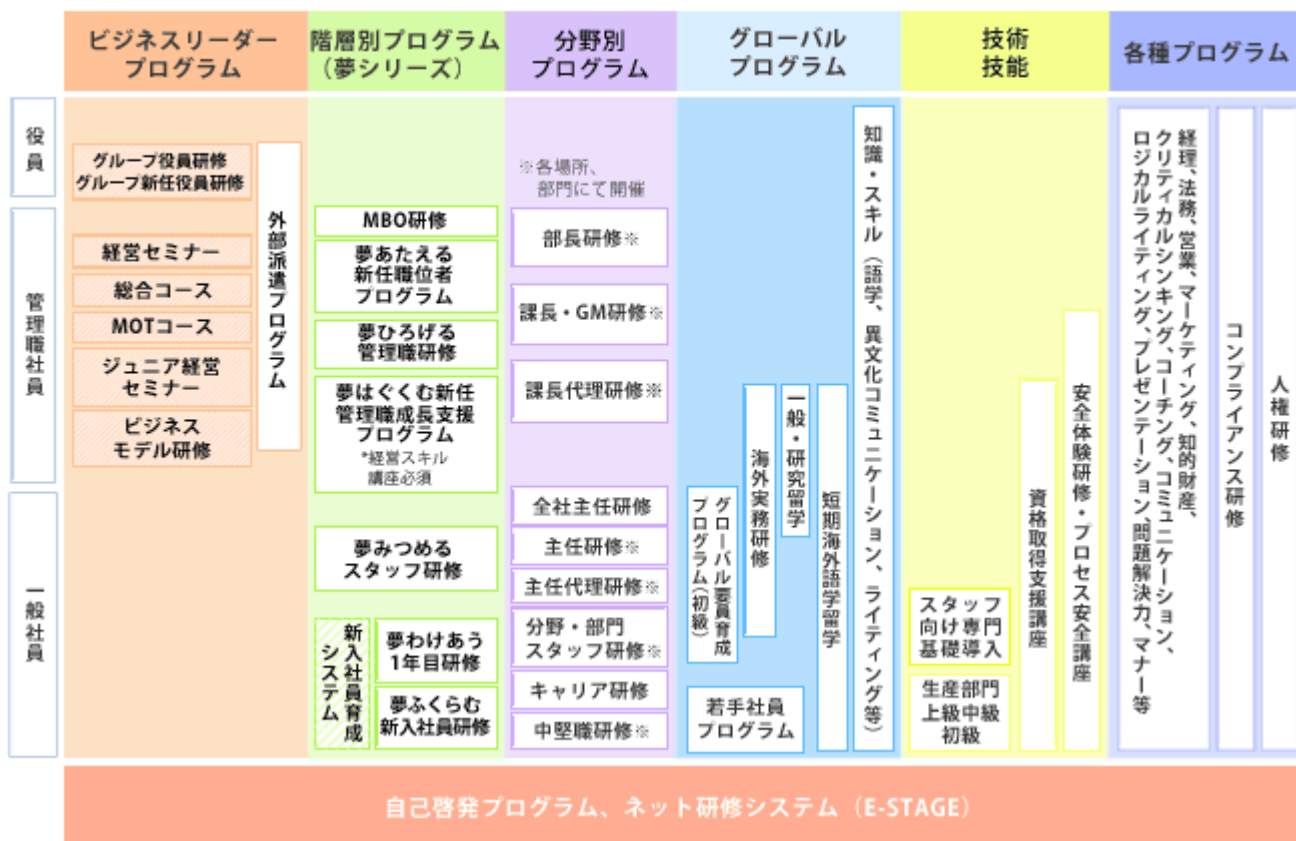 ビジネスリーダー
プログラム
階層別プログラム
（夢シリーズ）
分野別
プログラム
グローバル
プログラム
技術
技能
各種プログラム
役員
管理職社員
一般社員
グループ役員研修
グループ新任役員研修
経営セミナー
総合コース
MOTコース
ジュニア経営
セミナー
ビジネス
モデル研修
外部派遣プログラム
MBO研修
夢あたえる
新任職位者
プログラム
夢ひろげる
管理職研修
夢はぐくむ新任
管理職成長支援
プログラム
*経営スキル
講座必須
夢みつめる
スタッフ研修
新入社員育成
システム
夢わけあう
1年目研修
夢ふくらむ
新入社員研修
※各場所、
部門にて開催
部長研修※
課長・GM研修※
課長代理研修※
全社主任研修
主任研修※
主任代理研修※
分野・部門
スタッフ研修※
キャリア研修
中堅職研修※
グローバル要員育成
プログラム（初級）
海外実務研修
一般・研究留学
短期海外語学留学
知識・スキル（語学、異文化コミュニケーション、ライティング等）
若手社員
プログラム
スタッフ
向け専門
基礎導入
生産部門
上級中級
初級
資格取得支援講座
安全体験研修・プロセス安全講座
経理、法務、営業、マーケティング、知的財産、
クリティカルシンキング、コーチング、コミュニケーション、
ロジカルライティング、プレゼンテーション、問題解決力、マナー等
コンプライアンス研修
人権研修
自己啓発プログラム、ネット研修システム（E-STAGE）